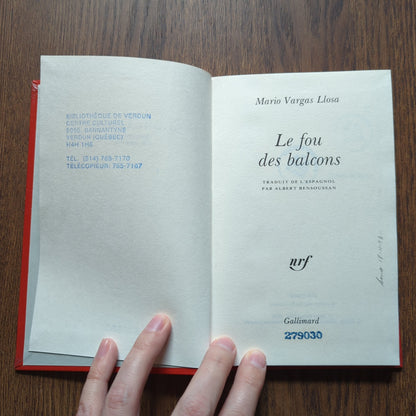 BIBLIOTHÈQUE DE VERDUN
CENTRE CULTUREL
5955, BANNANTYNE
VERDUN (QUÉBEC)
H4H 1H6
TÉL. (514) 765-7170
TÉLÉCOPIEUR: 765-7167
Mario Vargas Llosa
Le fou
des balcons
TRADUIT DE L'ESPAGNOL
PAR ALBERT BENSOUSSAN
nrf
Gallimard
279030